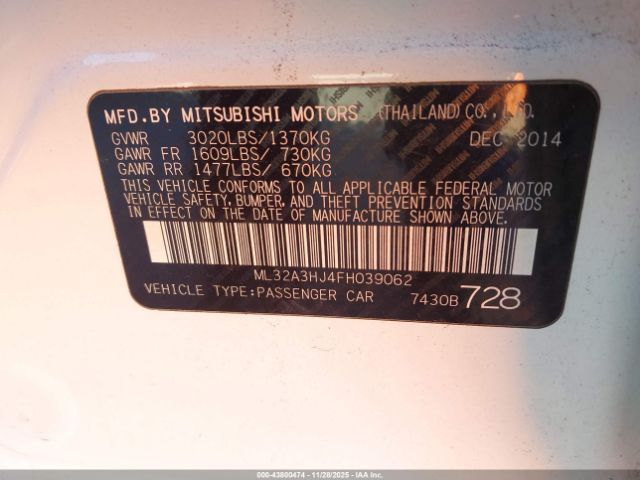 MFD.BY MITSUBISHI MOTORS (THAILAND)CO.,LTD.
GVWR 3020LBS/1370KG DEC 2014
GAWR FR 1609LBS/ 730KG
GAWR RR 1477LBS/ 670KG
THIS VEHICLE CONFORMS TO ALL APPLICABLE FEDERAL MOTOR
VEHICLE SAFETY, BUMPER, AND THEFT PREVENTION STANDARDS
IN EFFECT ON THE DATE OF MANUFACTURE SHOWN ABOVE.
ML32A3HJ4FH039062
VEHICLE TYPE:PASSENGER CAR 7430B 728
000-43800474 | 11/28/2025 | IAAI.COM